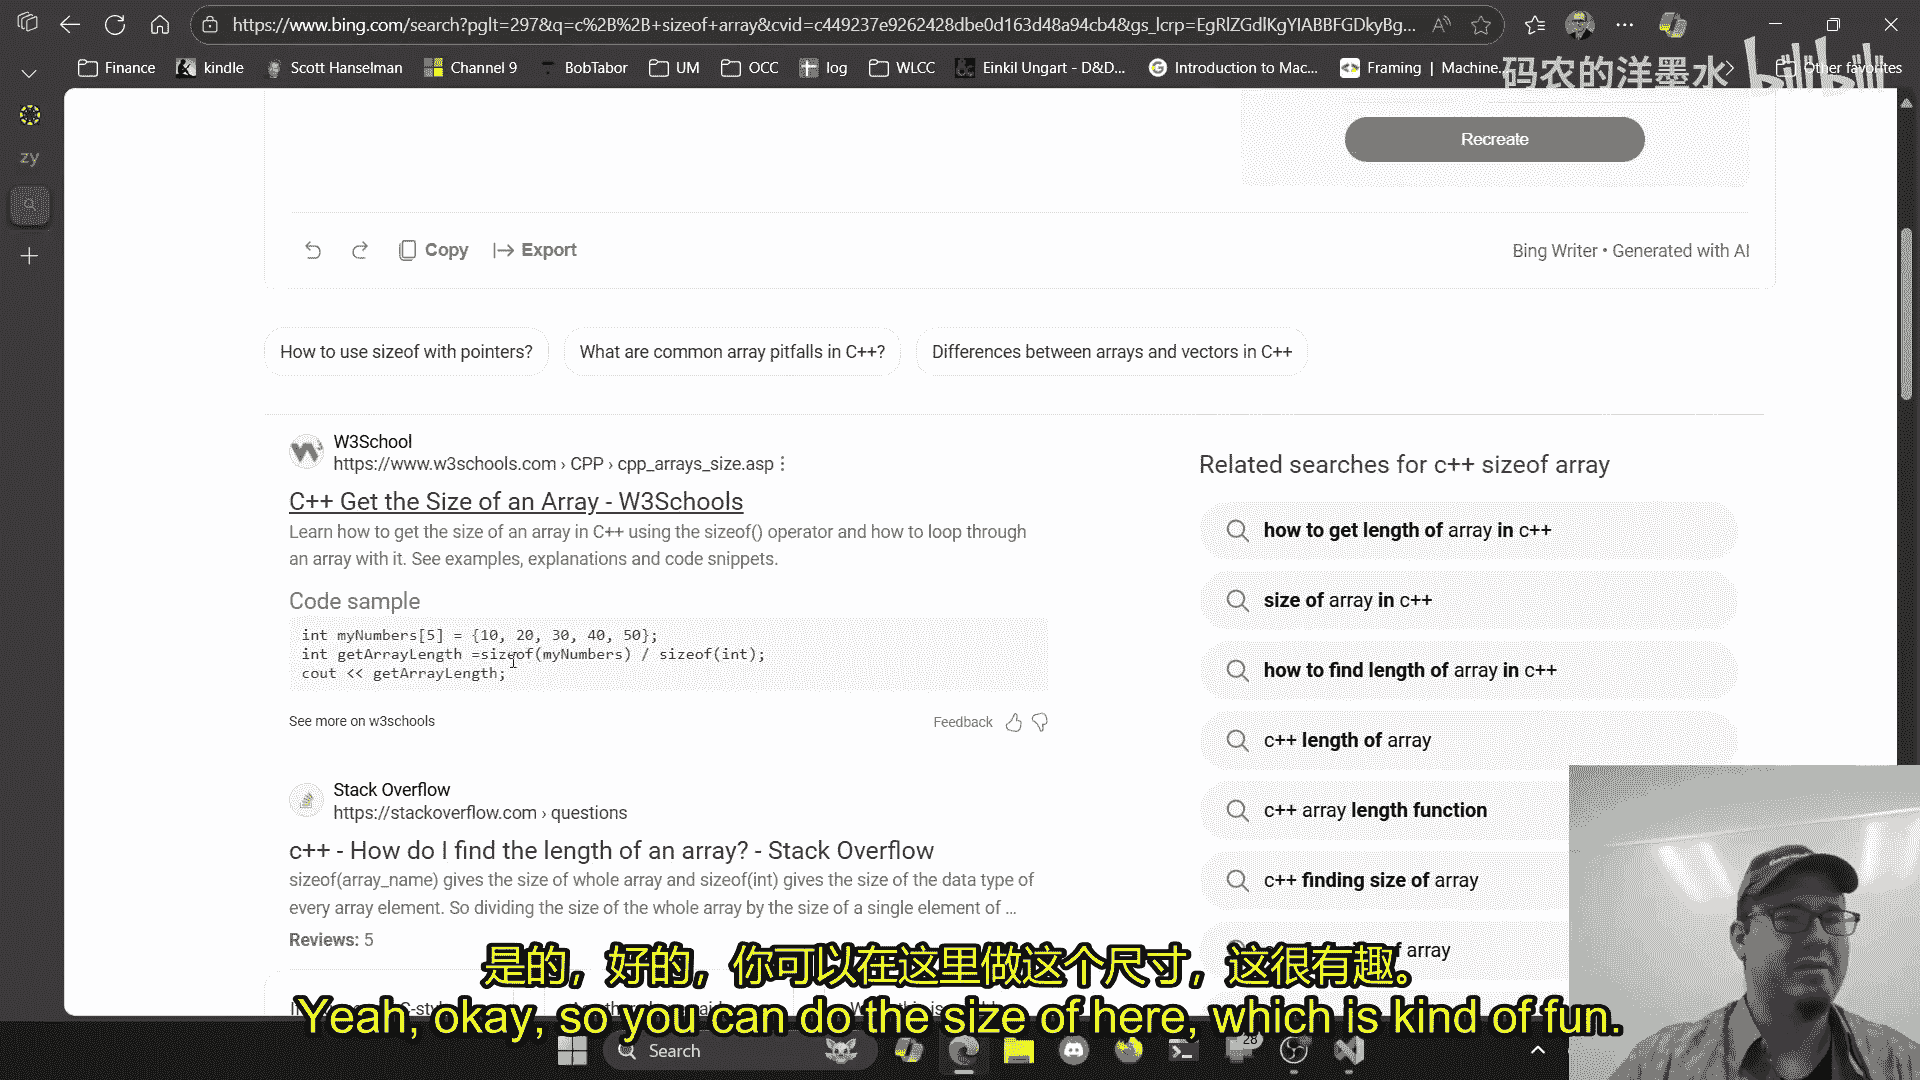 https://www.bing.com/search?pglt=297&q=c%2B%2B+sizeof+array&cvid=c449237e9262428dbe0d163d48a94cb4&gs_lcrp=EgRlZGdlKgYIABBFGDkyBg...
Finance
kindle
Scott Hanselman
Channel 9
BobTabor
UM
OCC
log
WLCC
Einkil Ungart - D&D...
Introduction to Mac...
Framing | Machine...
Other favorites
码农的洋墨水
bilibili
zy
Recreate
Copy
Export
Bing Writer • Generated with AI
How to use sizeof with pointers?
What are common array pitfalls in C++?
Differences between arrays and vectors in C++
W3School
https://www.w3schools.com › CPP › cpp_arrays_size.asp
C++ Get the Size of an Array - W3Schools
Learn how to get the size of an array in C++ using the sizeof() operator and how to loop through
an array with it. See examples, explanations and code snippets.
Code sample
int myNumbers[5] = {10, 20, 30, 40, 50};
int getArrayLength =sizeof(myNumbers) / sizeof(int);
cout << getArrayLength;
See more on w3schools
Feedback
Stack Overflow
https://stackoverflow.com › questions
c++ - How do I find the length of an array? - Stack Overflow
sizeof(array_name) gives the size of whole array and sizeof(int) gives the size of the data type of
every array element. So dividing the size of the whole array by the size of a single element of ...
Reviews: 5
Related searches for c++ sizeof array
how to get length of array in c++
size of array in c++
how to find length of array in c++
c++ length of array
c++ array length function
c++ finding size of array
array
是的，好的，你可以在这里做这个尺寸，这很有趣。
Yeah, okay, so you can do the size of here, which is kind of fun.
Search
28